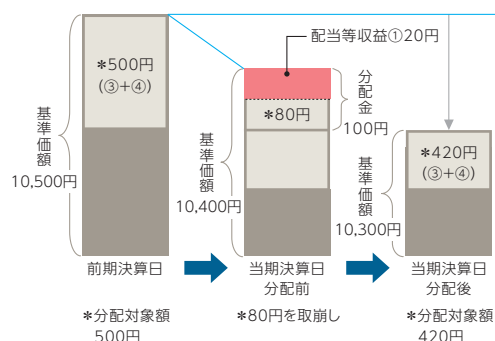 配当等収益①20円
*500円
(③+④)
基準価額
10,500円
分配金
100円
*80円
基準価額
10,400円
*420円
(③+④)
基準価額
10,300円
前期決算日
当期決算日
分配前
当期決算日
分配後
*分配対象額
500円
*80円を取崩し
*分配対象額
420円